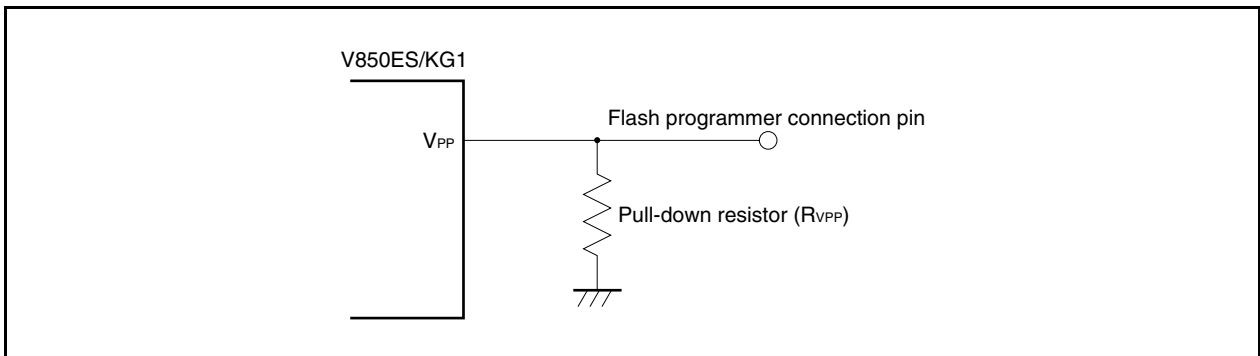 V850ES/KG1
Flash programmer connection pin
VPP
Pull-down resistor (RVPP)